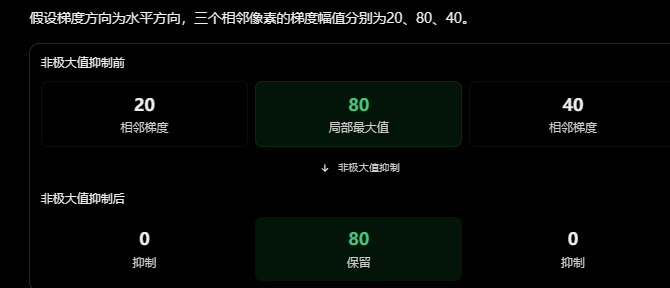 假设梯度方向为水平方向，三个相邻像素的梯度幅值分别为20、80、40。
非极大值抑制前
20 80 40
相邻梯度 局部最大值 相邻梯度
↓ 非极大值抑制
非极大值抑制后
0 80 0
抑制 保留 抑制